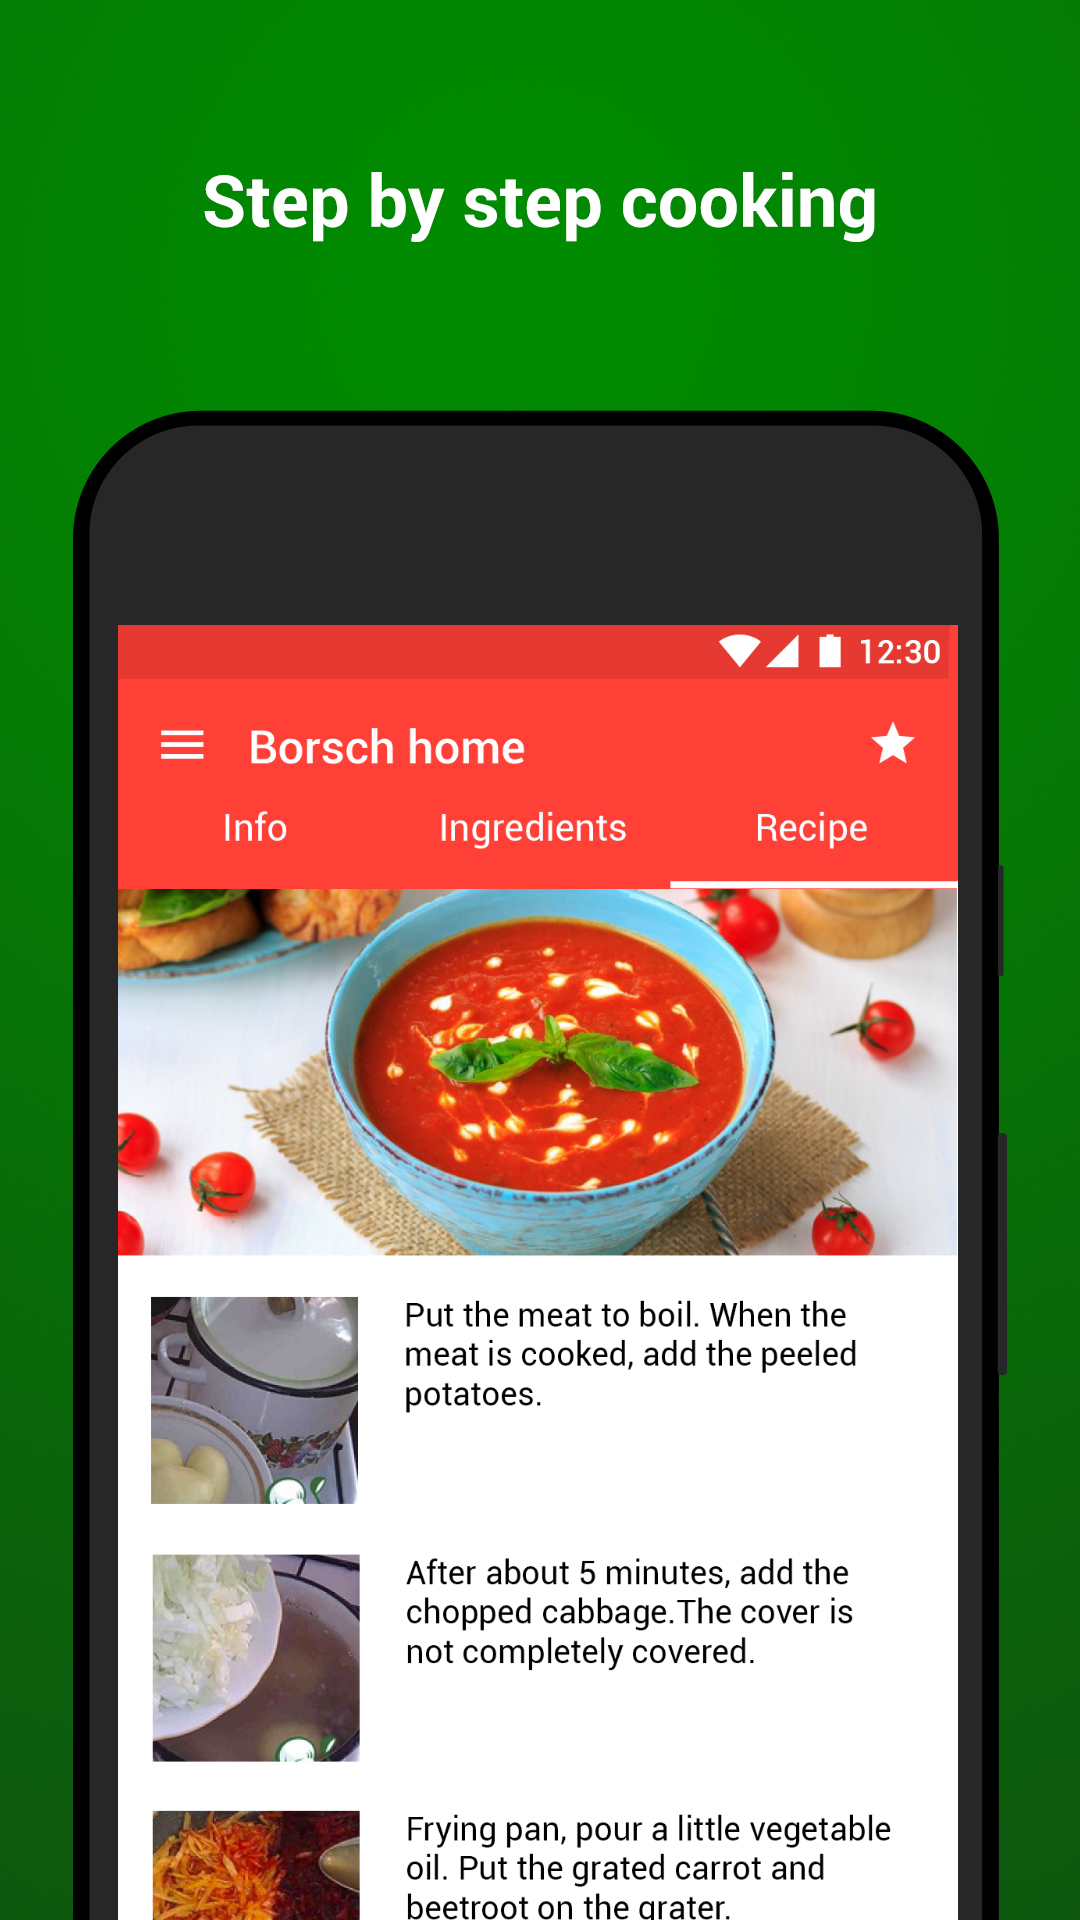 Step by step cooking
12:30
Borsch home
Info
Ingredients
Recipe
Put the meat to boil. When the
meat is cooked, add the peeled
potatoes.
After about 5 minutes, add the
chopped cabbage.The cover is
not completely covered.
Frying pan, pour a little vegetable
oil. Put the grated carrot and
beetroot on the grater.